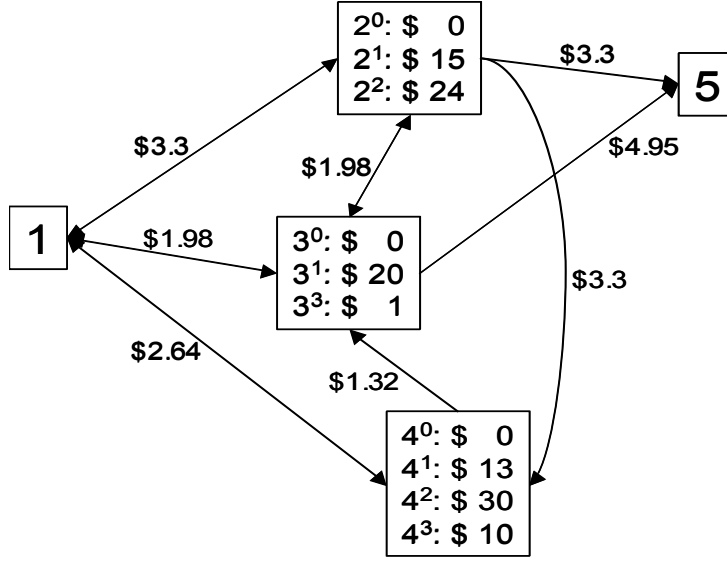 2⁰: $ 0
2¹: $ 15
2²: $ 24
$3.3
5
$3.3
$4.95
$1.98
1
$1.98
3⁰: $ 0
3¹: $ 20
3³: $ 1
$3.3
$2.64
$1.32
4⁰: $ 0
4¹: $ 13
4²: $ 30
4³: $ 10